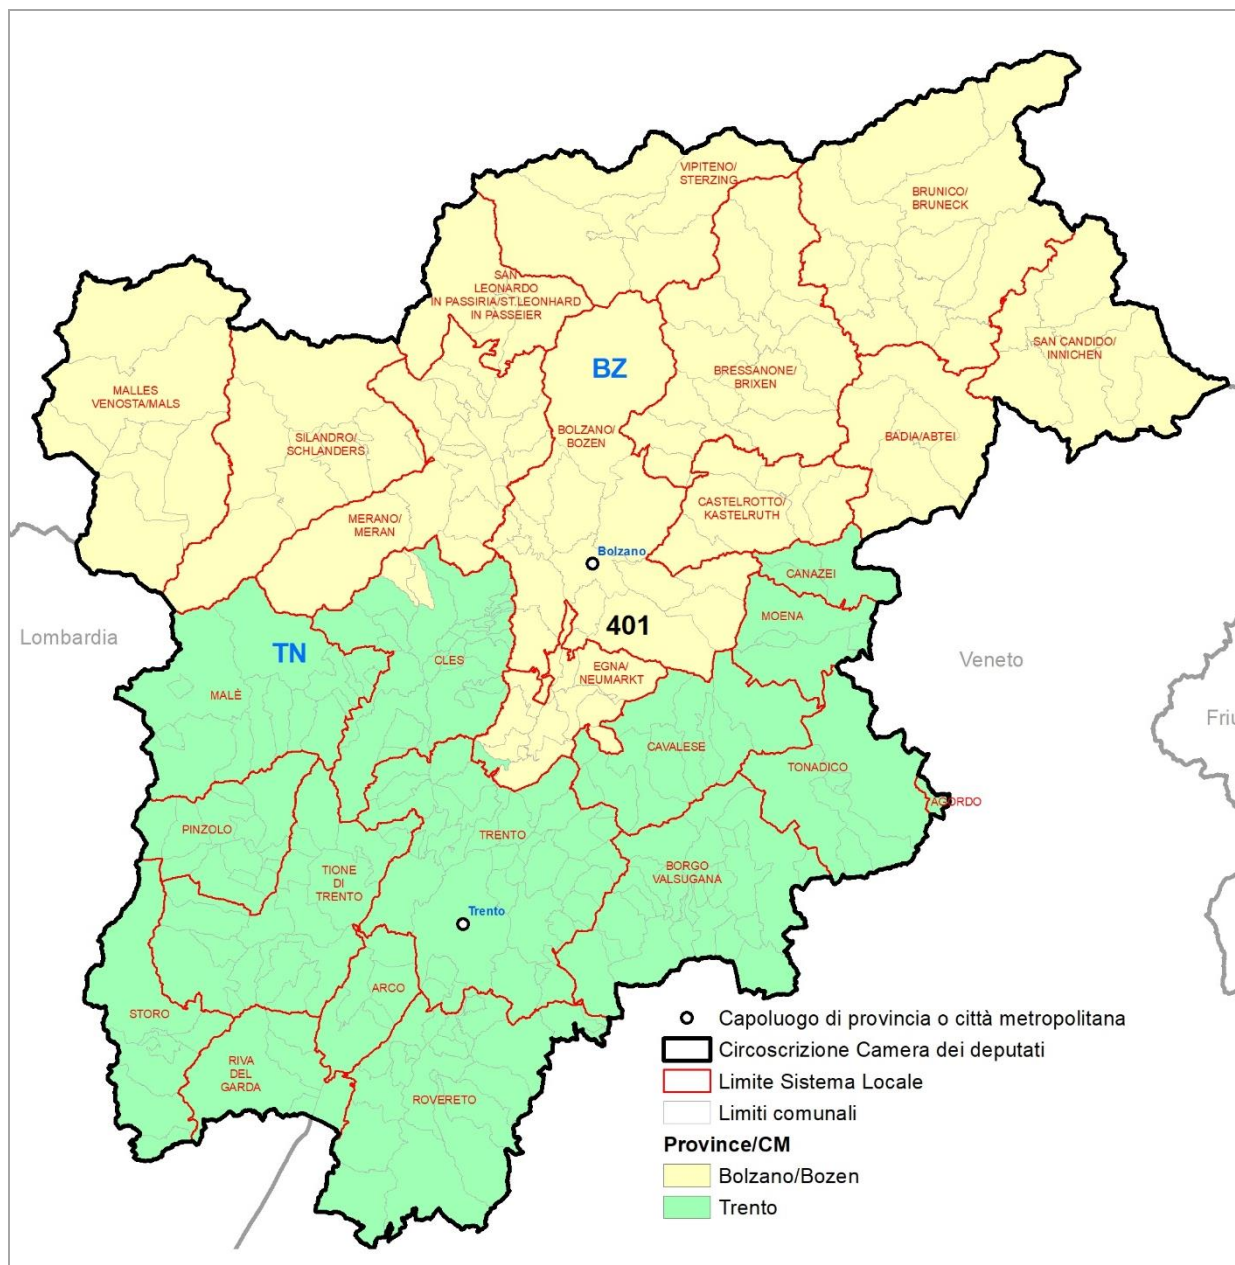 VIPITENO/
STERZING
BRUNICO/
BRUNECK
SAN
LEONARDO
IN PASSIRIA/ST.LEONHARD
IN PASSEIER
SAN CANDIDO/
INNICHEN
BZ
BRESSANONE/
BRIXEN
MALLES
VENOSTA/MALS
SILANDRO/
SCHLANDERS
BOLZANO/
BOZEN
BADIA/ABTEI
CASTELROTTO/
KASTELRUTH
MERANO/
MERAN
Bolzano
CANAZEI
MOENA
401
Lombardia
TN
CLES
EGNA/
NEUMARKT
Veneto
MALÈ
Friu
CAVALESE
TONADICO
AGORDO
PINZOLO
TRENTO
TIONE
DI
TRENTO
BORGO
VALSUGANA
Trento
ARCO
STORO
RIVA
DEL
GARDA
ROVERETO
Capoluogo di provincia o città metropolitana
Circoscrizione Camera dei deputati
Limite Sistema Locale
Limiti comunali
Province/CM
Bolzano/Bozen
Trento